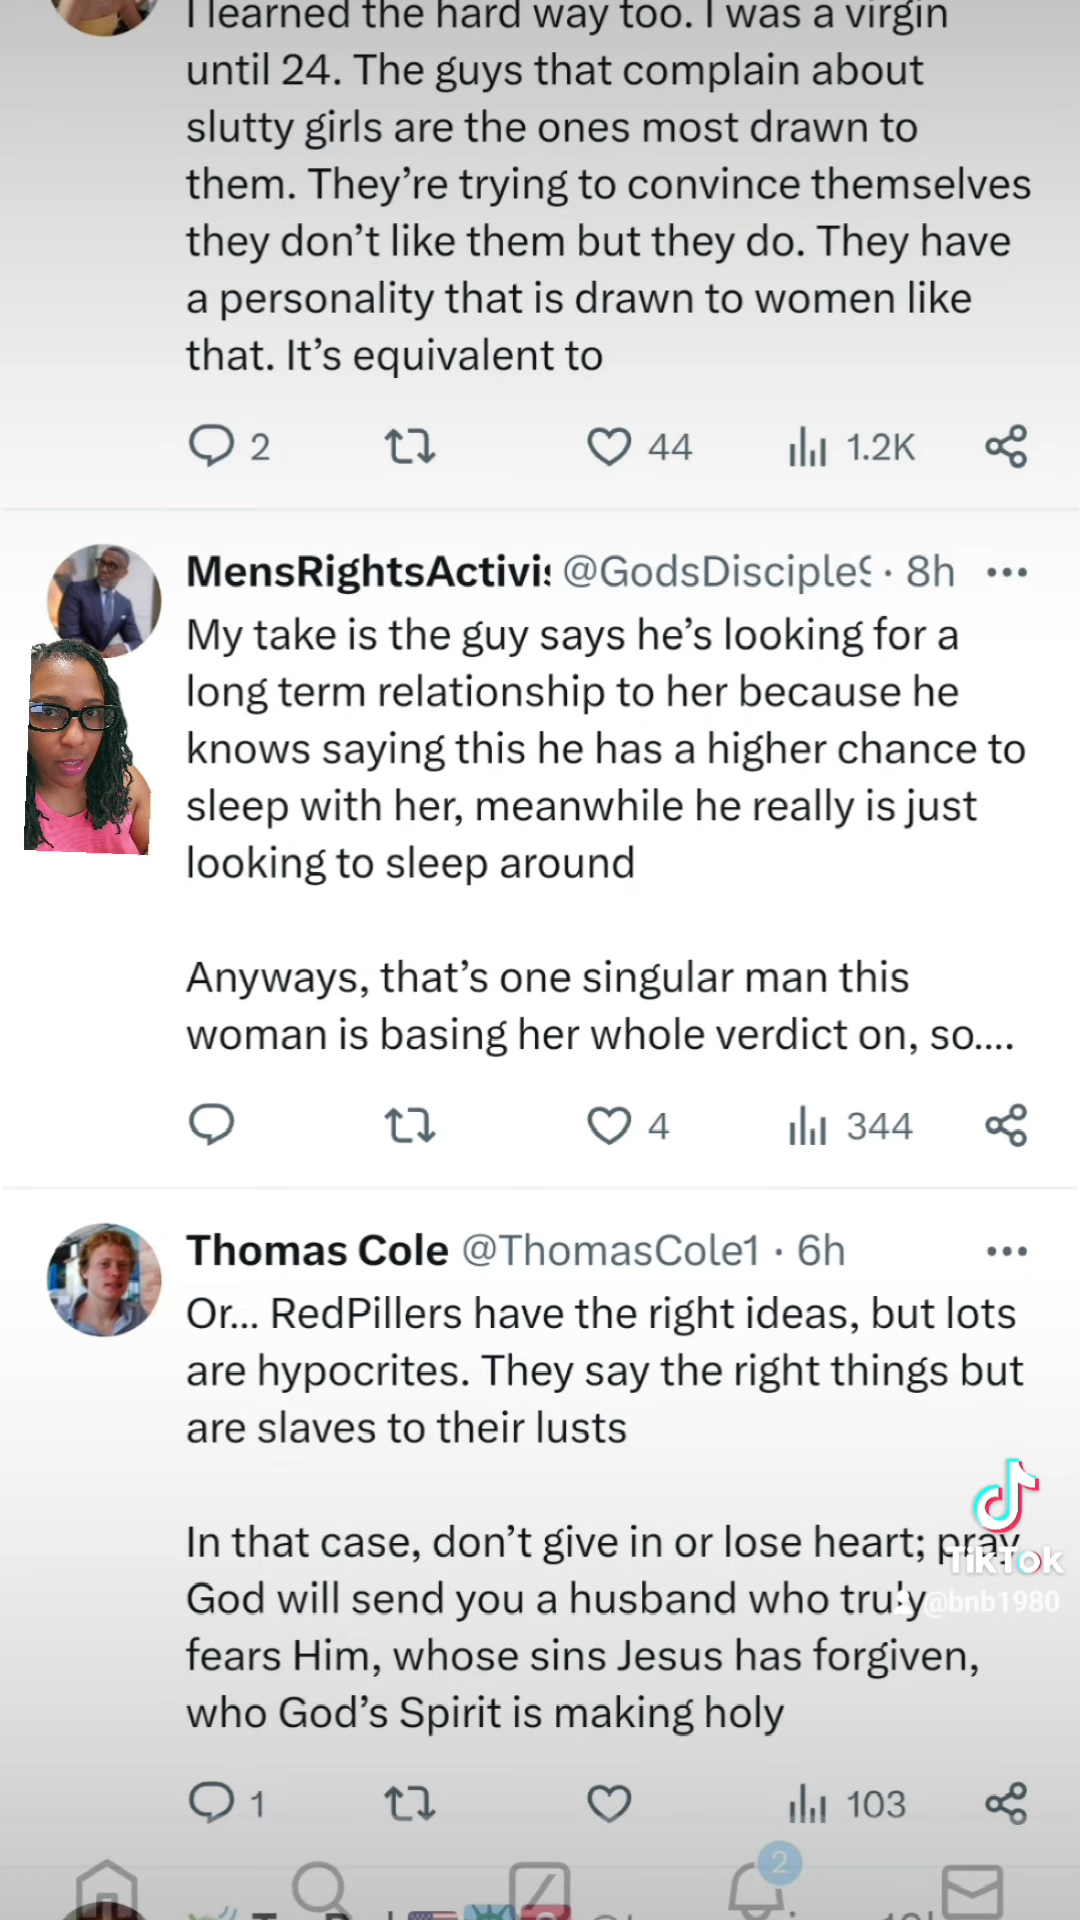 I learned the hard way too. I was a virgin
until 24. The guys that complain about
slutty girls are the ones most drawn to
them. They're trying to convince themselves
they don't like them but they do. They have
a personality that is drawn to women like
that. It's equivalent to
2 44 1.2K
MensRightsActivi @GodsDisciple · 8h
My take is the guy says he's looking for a
long term relationship to her because he
knows saying this he has a higher chance to
sleep with her, meanwhile he really is just
looking to sleep around
Anyways, that's one singular man this
woman is basing her whole verdict on, so....
4 344
Thomas Cole @ThomasCole1 · 6h
Or... RedPillers have the right ideas, but lots
are hypocrites. They say the right things but
are slaves to their lusts
In that case, don't give in or lose heart; pray
God will send you a husband who truly
fears Him, whose sins Jesus has forgiven,
who God's Spirit is making holy
TikTok
@bnb1980
1 103
2